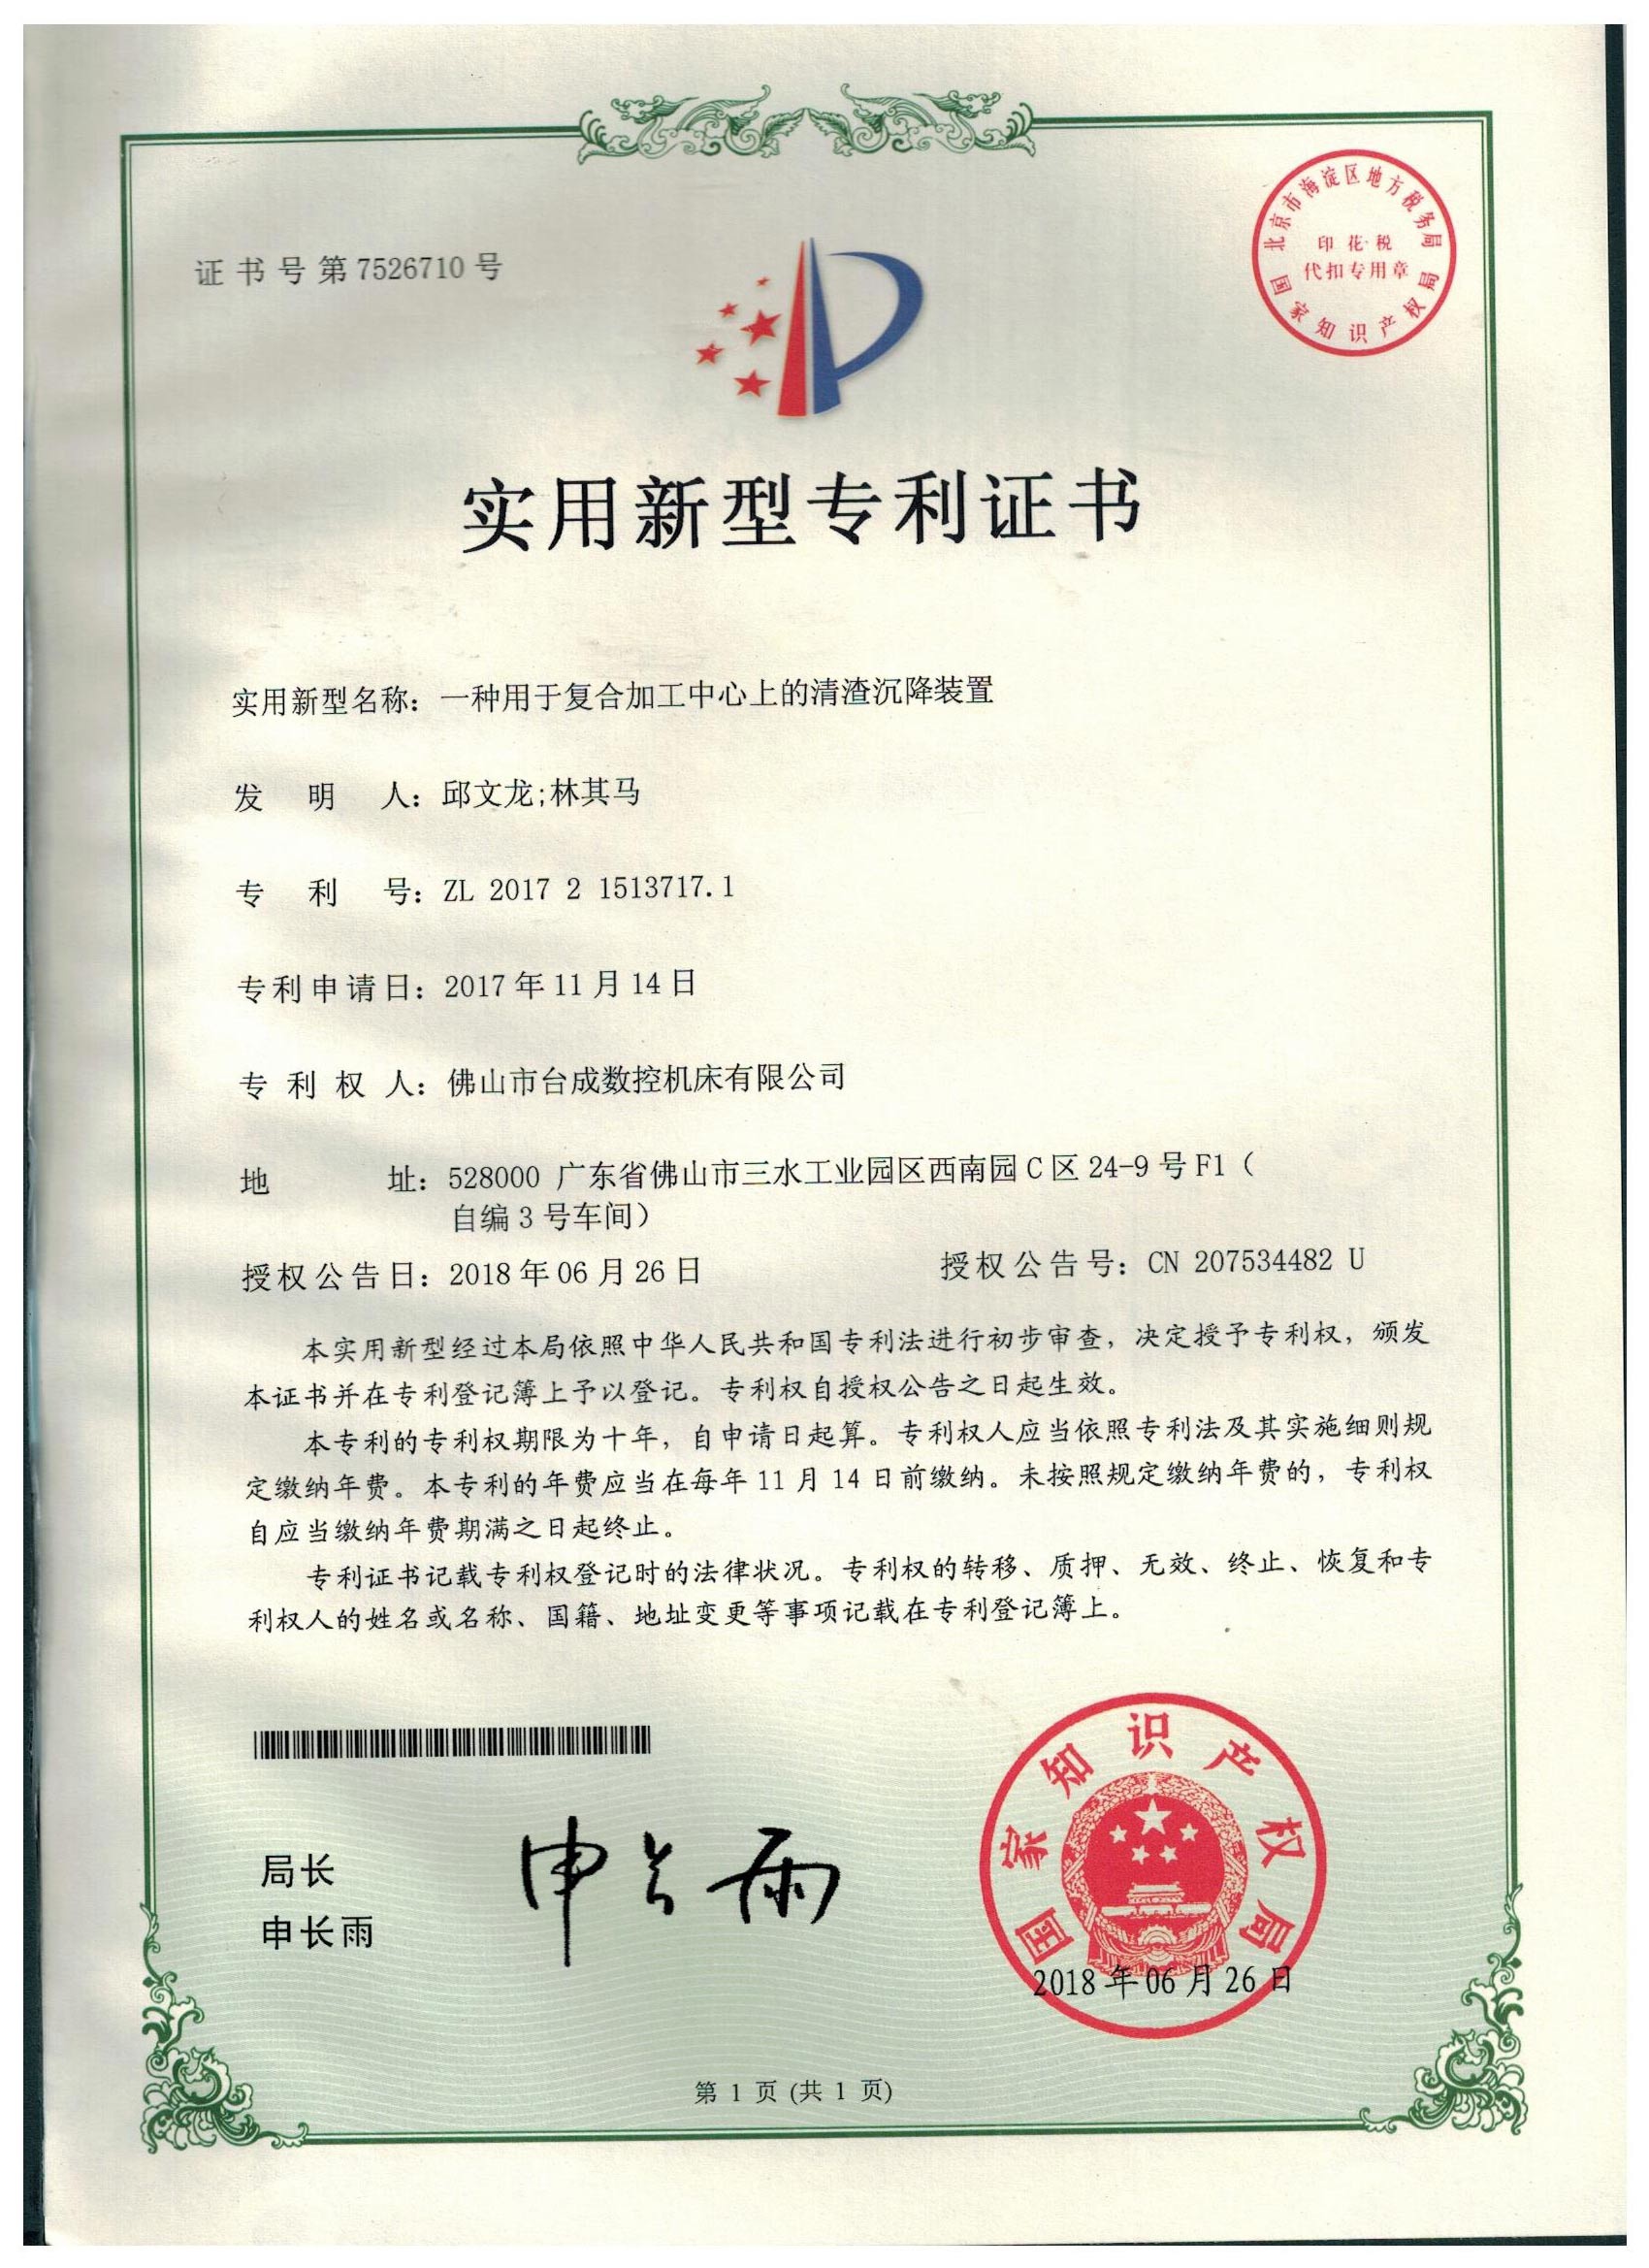 证书号第7526710号
北京市海淀区地方税务局
印花税
代扣专用章
国家知识产权局
实用新型专利证书
实用新型名称：一种用于复合加工中心上的清渣沉降装置
发明人：邱文龙;林其马
专利号：ZL 2017 2 1513717.1
专利申请日：2017年11月14日
专利权人：佛山市台成数控机床有限公司
地址：528000 广东省佛山市三水工业园区西南园C区24-9号F1（
自编3号车间）
授权公告日：2018年06月26日 授权公告号：CN 207534482 U
本实用新型经过本局依照中华人民共和国专利法进行初步审查，决定授予专利权，颁发
本证书并在专利登记簿上予以登记。专利权自授权公告之日起生效。
本专利的专利权期限为十年，自申请日起算。专利权人应当依照专利法及其实施细则规
定缴纳年费。本专利的年费应当在每年11月14日前缴纳。未按照规定缴纳年费的，专利权
自应当缴纳年费期满之日起终止。
专利证书记载专利权登记时的法律状况。专利权的转移、质押、无效、终止、恢复和专
利权人的姓名或名称、国籍、地址变更等事项记载在专利登记簿上。
局长
申长雨
申长雨
国家知识产权局
2018年06月26日
第1页(共1页)